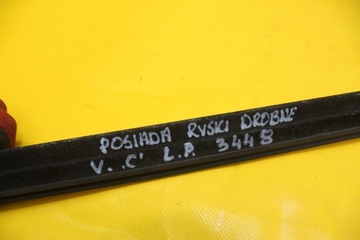 POSIADA RYSKI DROBNE
V..C' L.P. 3448